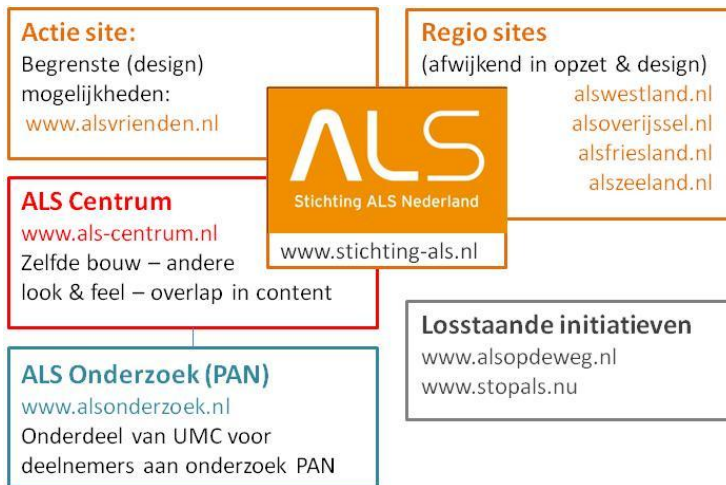 Actie site:
Begrenste (design)
mogelijkheden:
www.alsvrienden.nl
Regio sites
(afwijkend in opzet & design)
alswestland.nl
alsoverijssel.nl
alsfriesland.nl
alszeeland.nl
ALS
Stichting ALS Nederland
www.stichting-als.nl
ALS Centrum
www.als-centrum.nl
Zelfde bouw – andere
look & feel – overlap in content
Losstaande initiatieven
www.alsopdeweg.nl
www.stopals.nu
ALS Onderzoek (PAN)
www.alsonderzoek.nl
Onderdeel van UMC voor
deelnemers aan onderzoek PAN